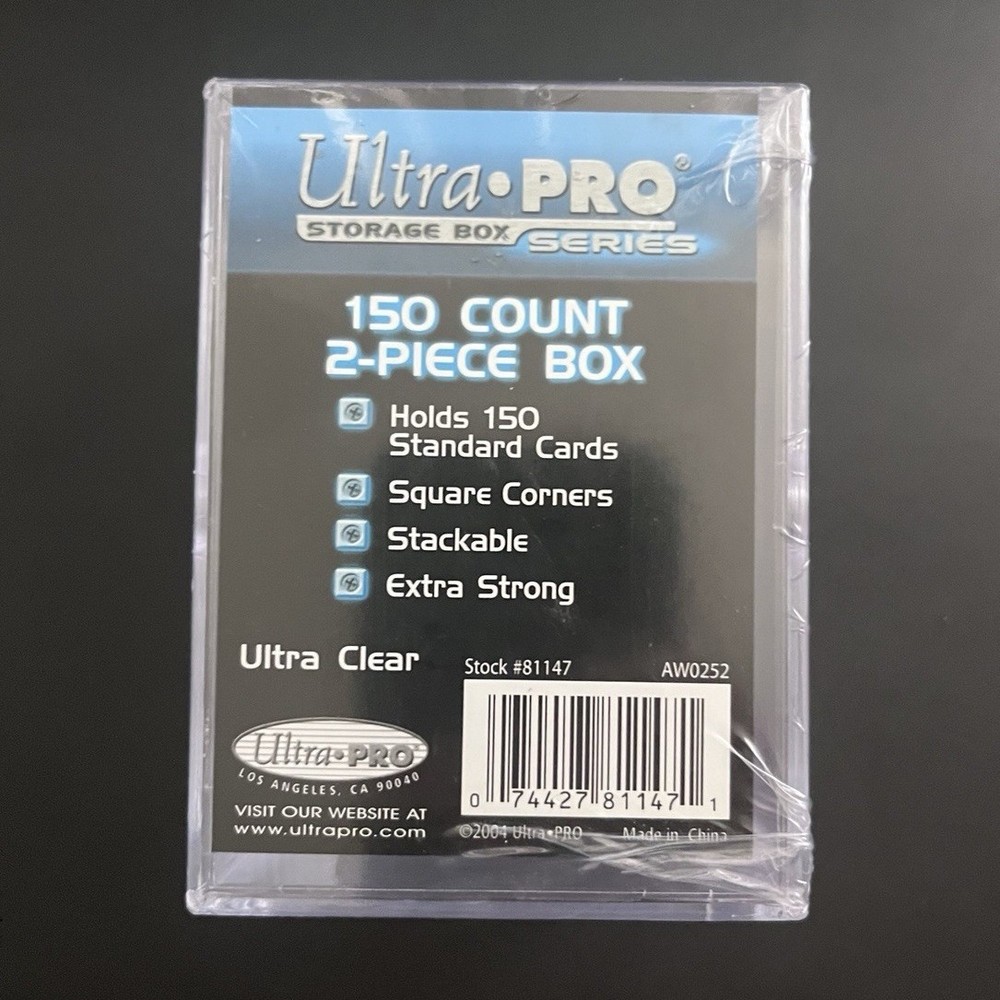 Ultra•PRO®
STORAGE BOX SERIES
150 COUNT
2-PIECE BOX
Holds 150
Standard Cards
Square Corners
Stackable
Extra Strong
Ultra Clear
Stock #81147 AW0252
0 74427 81147 1
Ultra•PRO®
LOS ANGELES, CA 90040
VISIT OUR WEBSITE AT
www.ultrapro.com
©2004 Ultra•PRO Made in China